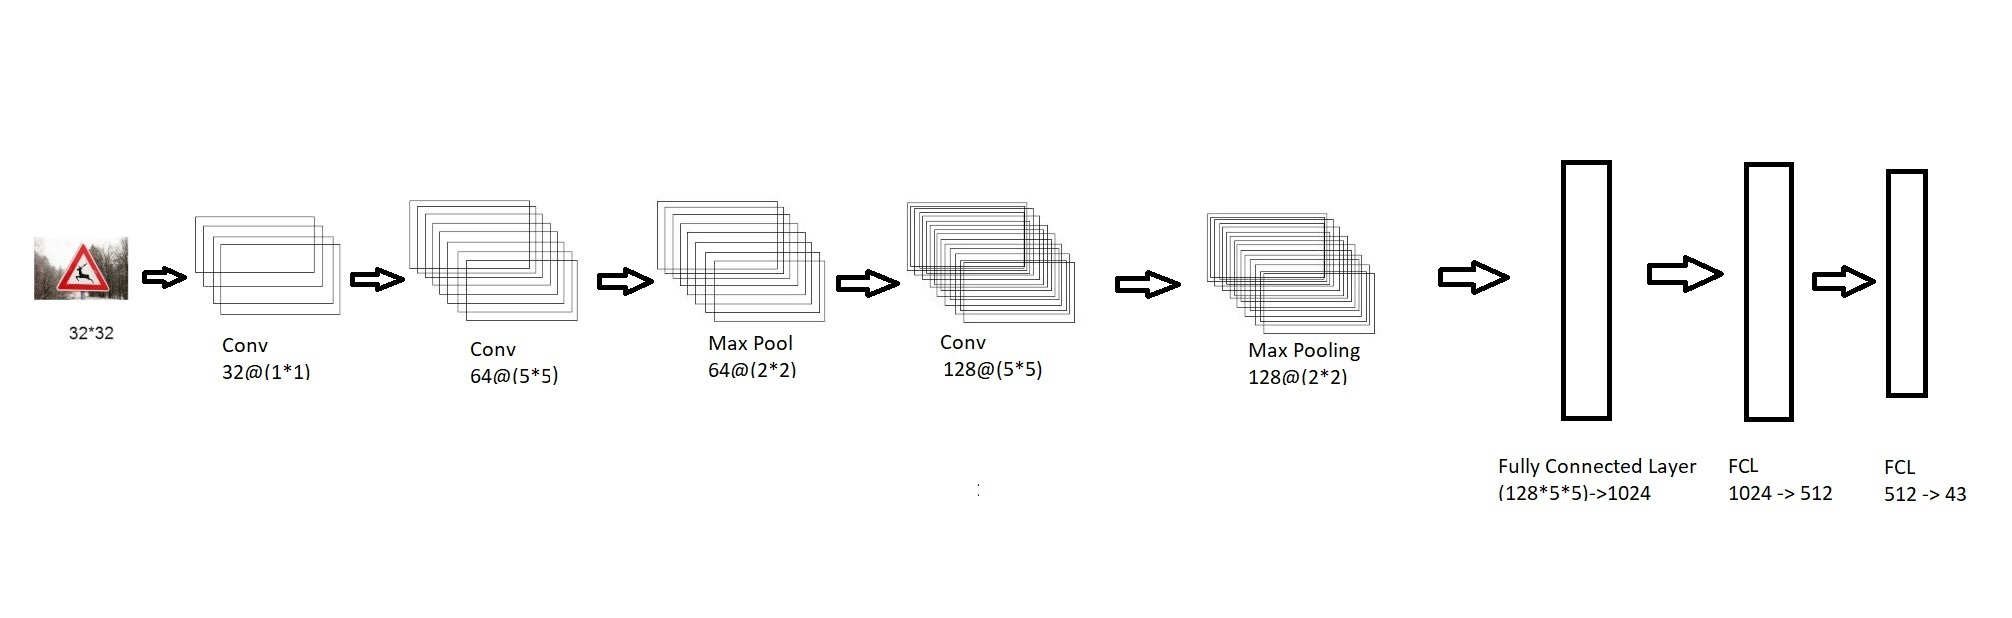 32*32
Conv
32@(1*1)
Conv
64@(5*5)
Max Pool
64@(2*2)
Conv
128@(5*5)
Max Pooling
128@(2*2)
Fully Connected Layer
(128*5*5)->1024
FCL
1024 -> 512
FCL
512 -> 43